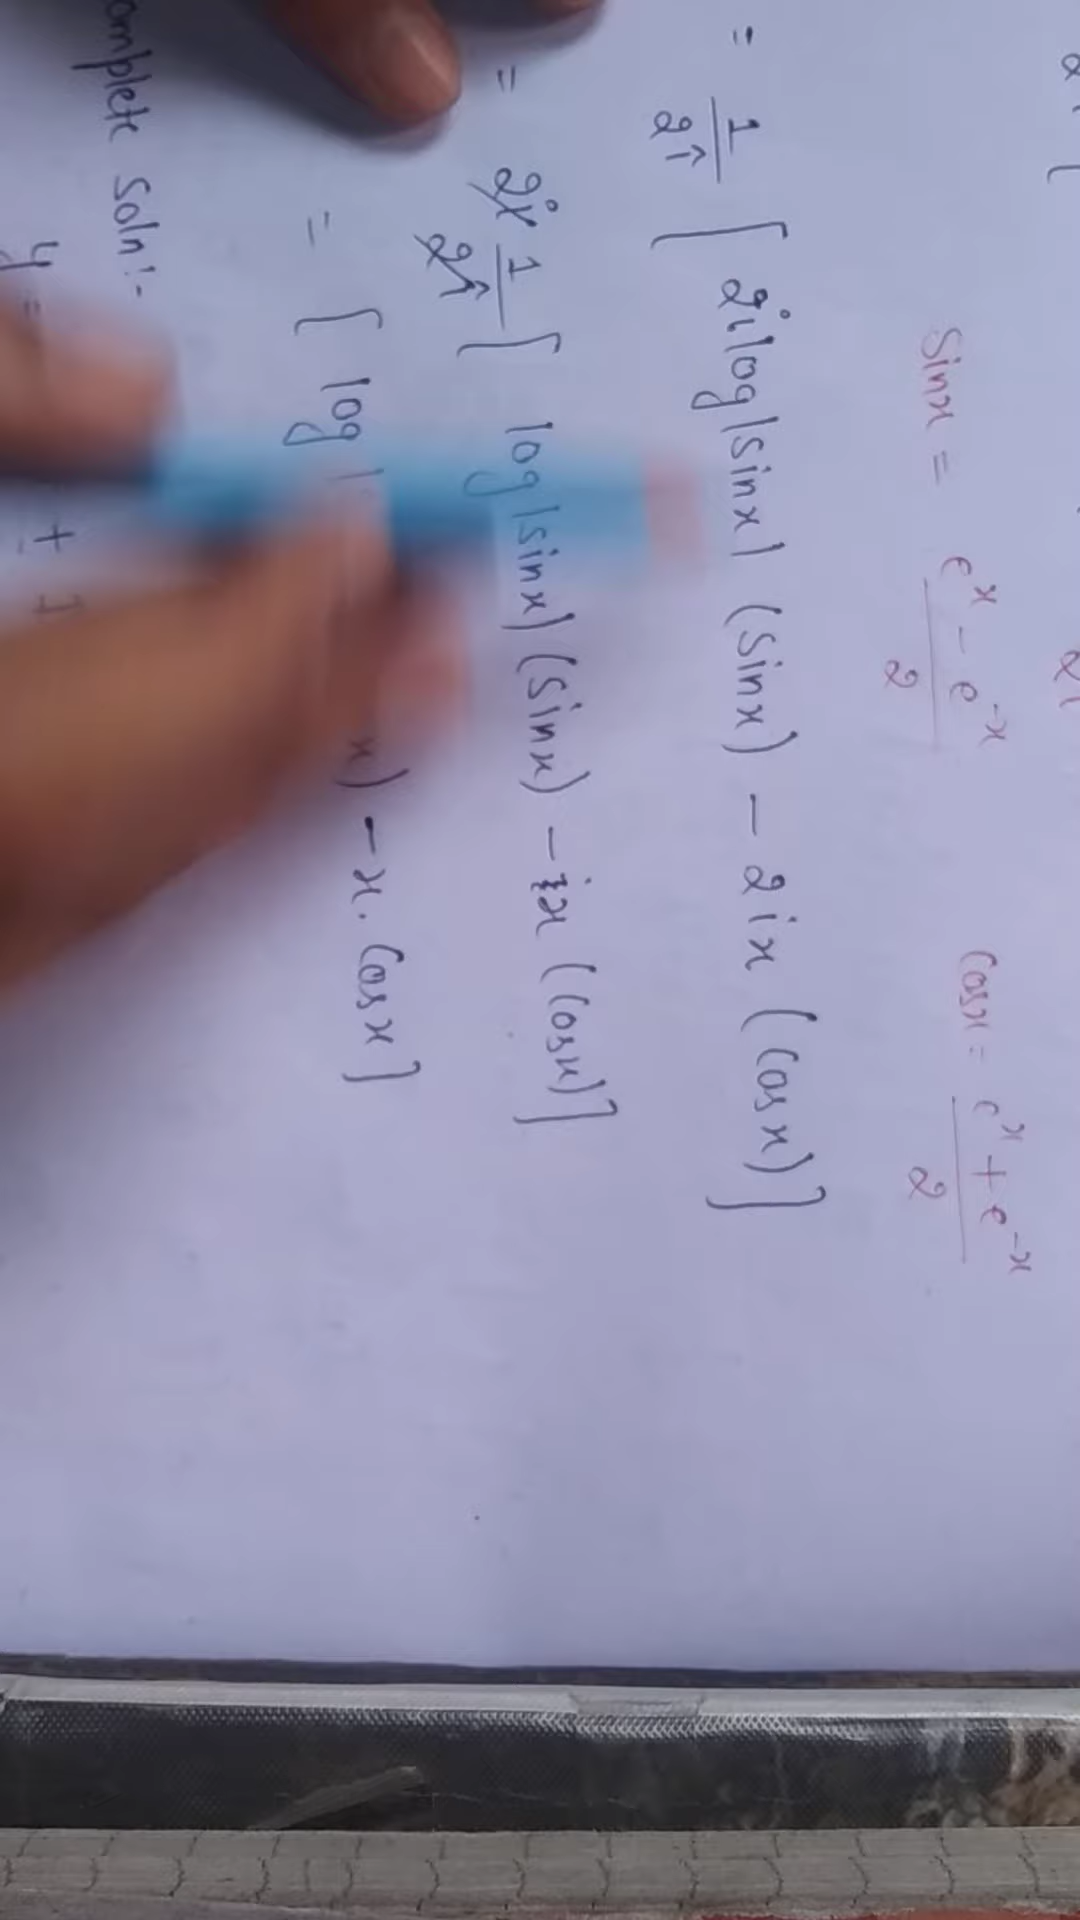 Sinx = e^x - e^-x / 2    Cosx = e^x + e^-x / 2
= 1/2i [ 2i log|sinx| (sinx) - 2ix (cosx) ]
= 2i 1/2i [ log|sinx| (sinx) - ix (cosx) ]
= [ log | x) - x. Cosx ]
omplete soln:-
y = + 1